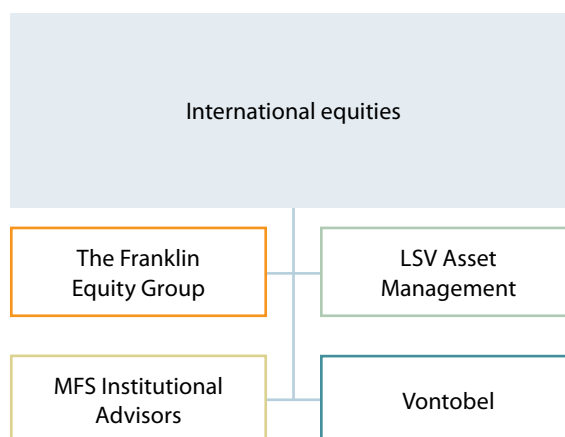 International equities
The Franklin
Equity Group
LSV Asset
Management
MFS Institutional
Advisors
Vontobel